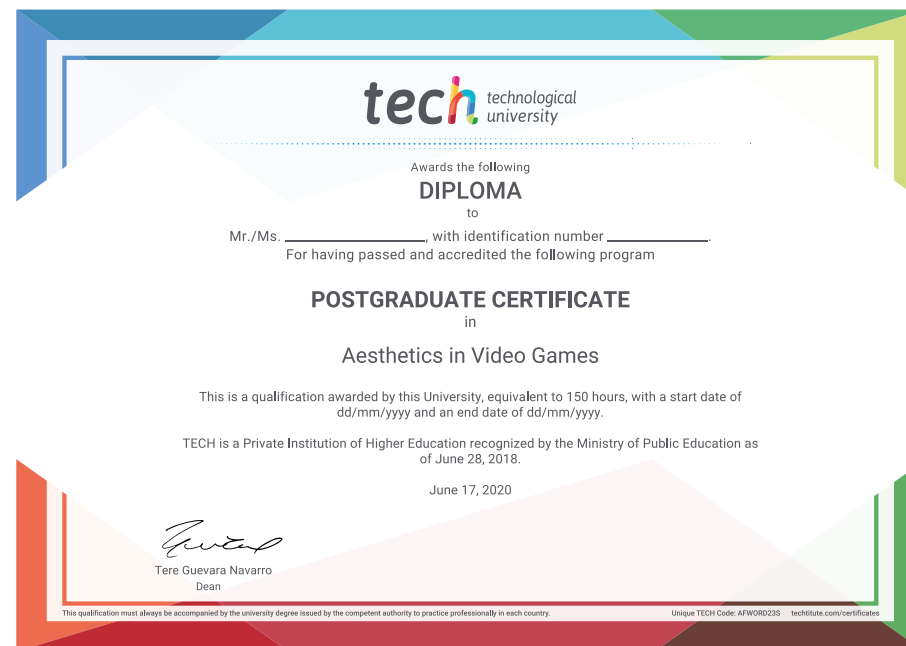 tech technological
university
Awards the following
DIPLOMA
to
Mr./Ms. ____________________, with identification number ______________.
For having passed and accredited the following program
POSTGRADUATE CERTIFICATE
in
Aesthetics in Video Games
This is a qualification awarded by this University, equivalent to 150 hours, with a start date of
dd/mm/yyyy and an end date of dd/mm/yyyy.
TECH is a Private Institution of Higher Education recognized by the Ministry of Public Education as
of June 28, 2018.
June 17, 2020
Tere Guevara Navarro
Dean
This qualification must always be accompanied by the university degree issued by the competent authority to practice professionally in each country. Unique TECH Code: AFWORD23S techtitute.com/certificates